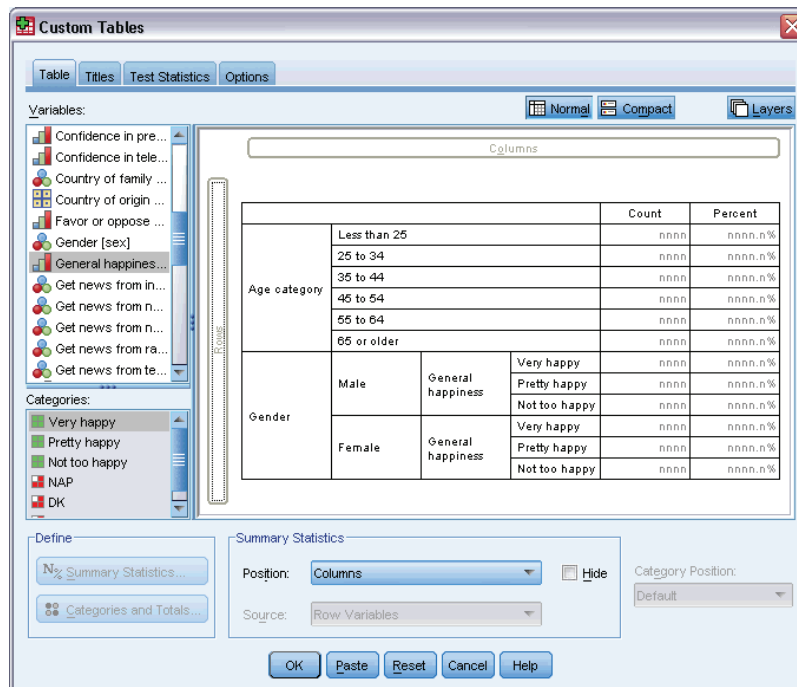 Custom Tables
Table Titles Test Statistics Options
Variables:
Normal Compact Layers
Confidence in pre...
Confidence in tele...
Country of family ...
Country of origin ...
Favor or oppose ...
Gender [sex]
General happines...
Get news from in...
Get news from n...
Get news from n...
Get news from ra...
Get news from te...
Categories:
Very happy
Pretty happy
Not too happy
NAP
DK
Columns
Rows
Count Percent
Age category
Less than 25 nnnn nnnn.n%
25 to 34 nnnn nnnn.n%
35 to 44 nnnn nnnn.n%
45 to 54 nnnn nnnn.n%
55 to 64 nnnn nnnn.n%
65 or older nnnn nnnn.n%
Gender
Male
General
happiness
Very happy nnnn nnnn.n%
Pretty happy nnnn nnnn.n%
Not too happy nnnn nnnn.n%
Female
General
happiness
Very happy nnnn nnnn.n%
Pretty happy nnnn nnnn.n%
Not too happy nnnn nnnn.n%
Define
N% Summary Statistics...
Categories and Totals...
Summary Statistics
Position: Columns Hide
Source: Row Variables
Category Position:
Default
OK Paste Reset Cancel Help